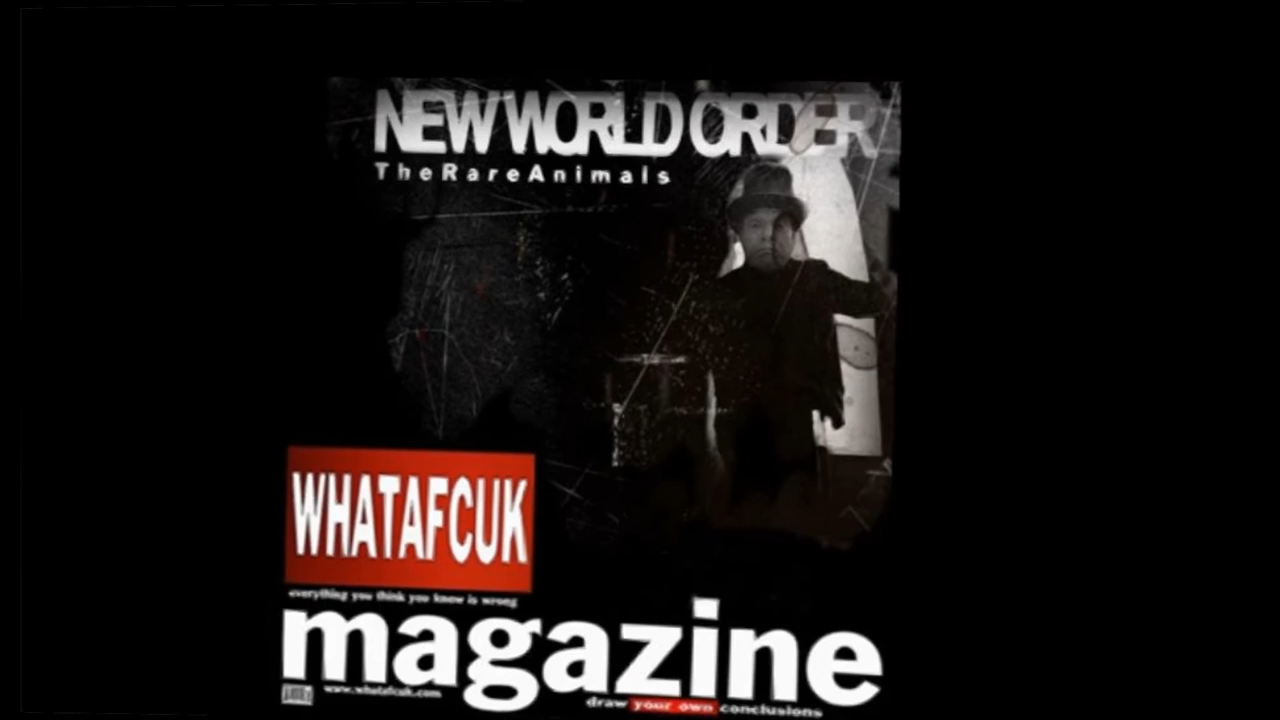 NEW WORLD ORDER
TheRareAnimals
WHATAFCUK
everything you think you know is wrong
magazine
www.whatafcuk.com
draw your own conclusions